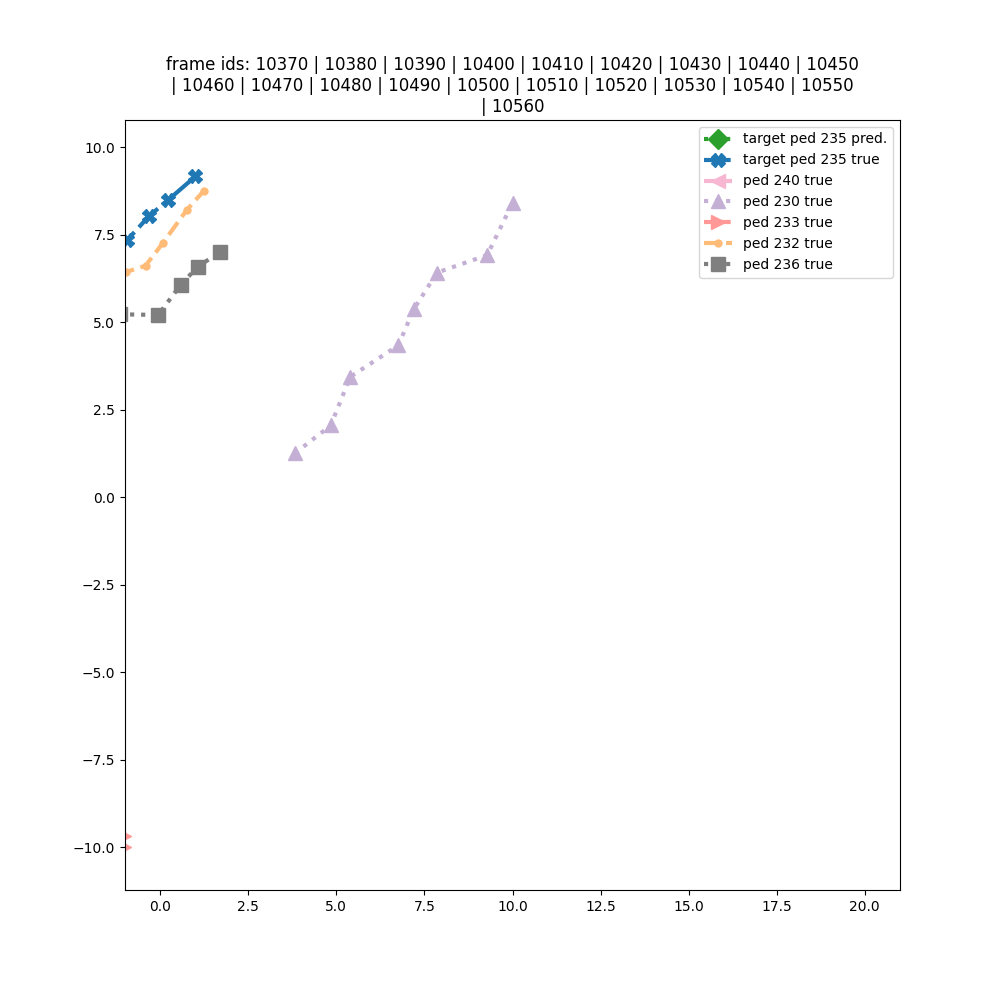 frame ids: 10370 | 10380 | 10390 | 10400 | 10410 | 10420 | 10430 | 10440 | 10450
| 10460 | 10470 | 10480 | 10490 | 10500 | 10510 | 10520 | 10530 | 10540 | 10550
| 10560
target ped 235 pred.
target ped 235 true
ped 240 true
ped 230 true
ped 233 true
ped 232 true
ped 236 true
10.0
7.5
5.0
2.5
0.0
−2.5
−5.0
−7.5
−10.0
0.0 2.5 5.0 7.5 10.0 12.5 15.0 17.5 20.0